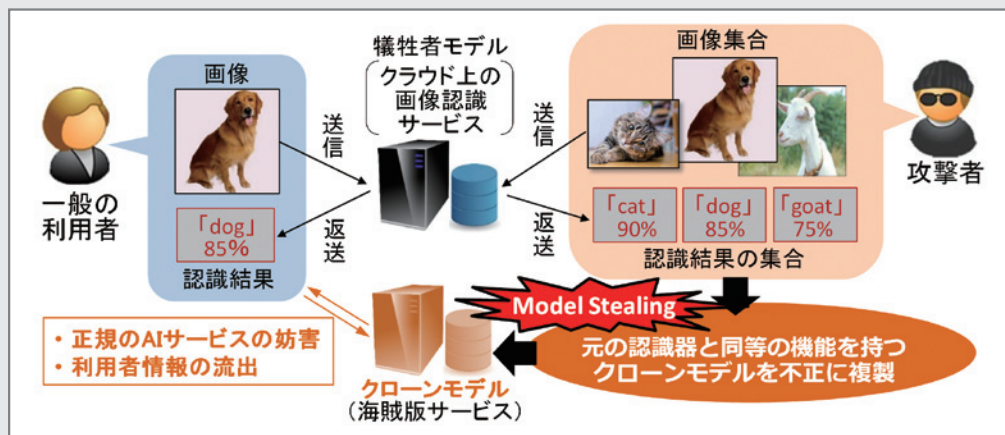 犠牲者モデル
クラウド上の
画像認識
サービス
画像
送信
返送
一般の
利用者
「dog」
85%
認識結果
画像集合
送信
返送
攻撃者
「cat」
90%
「dog」
85%
「goat」
75%
認識結果の集合
Model Stealing
元の認識器と同等の機能を持つ
クローンモデルを不正に複製
・正規のAIサービスの妨害
・利用者情報の流出
クローンモデル
（海賊版サービス）